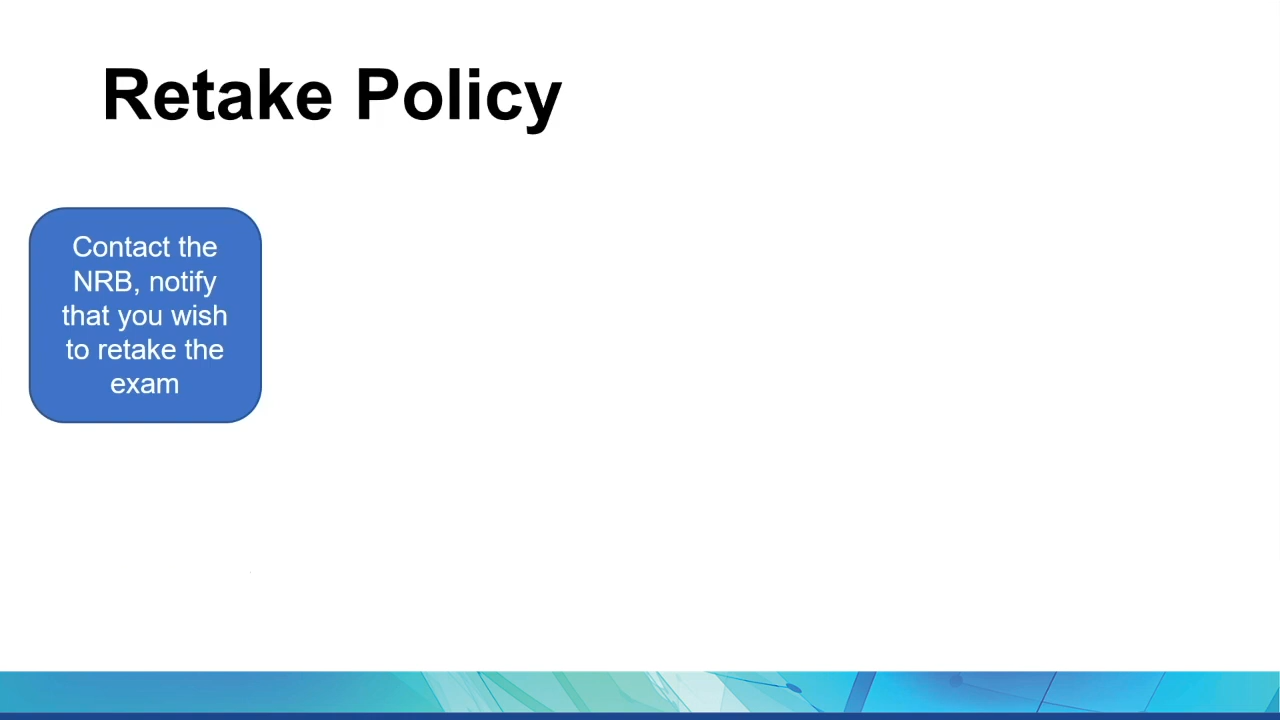 Retake Policy
Contact the
NRB, notify
that you wish
to retake the
exam